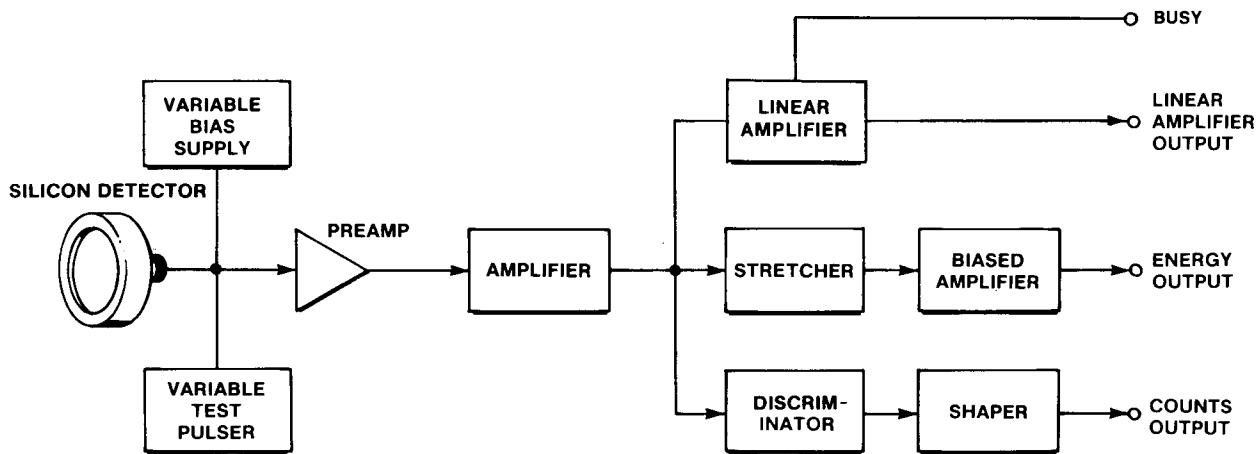 BUSY
VARIABLE
BIAS
SUPPLY
LINEAR
AMPLIFIER
LINEAR
AMPLIFIER
OUTPUT
SILICON DETECTOR
PREAMP
AMPLIFIER
STRETCHER
BIASED
AMPLIFIER
ENERGY
OUTPUT
VARIABLE
TEST
PULSER
DISCRIM-
INATOR
SHAPER
COUNTS
OUTPUT